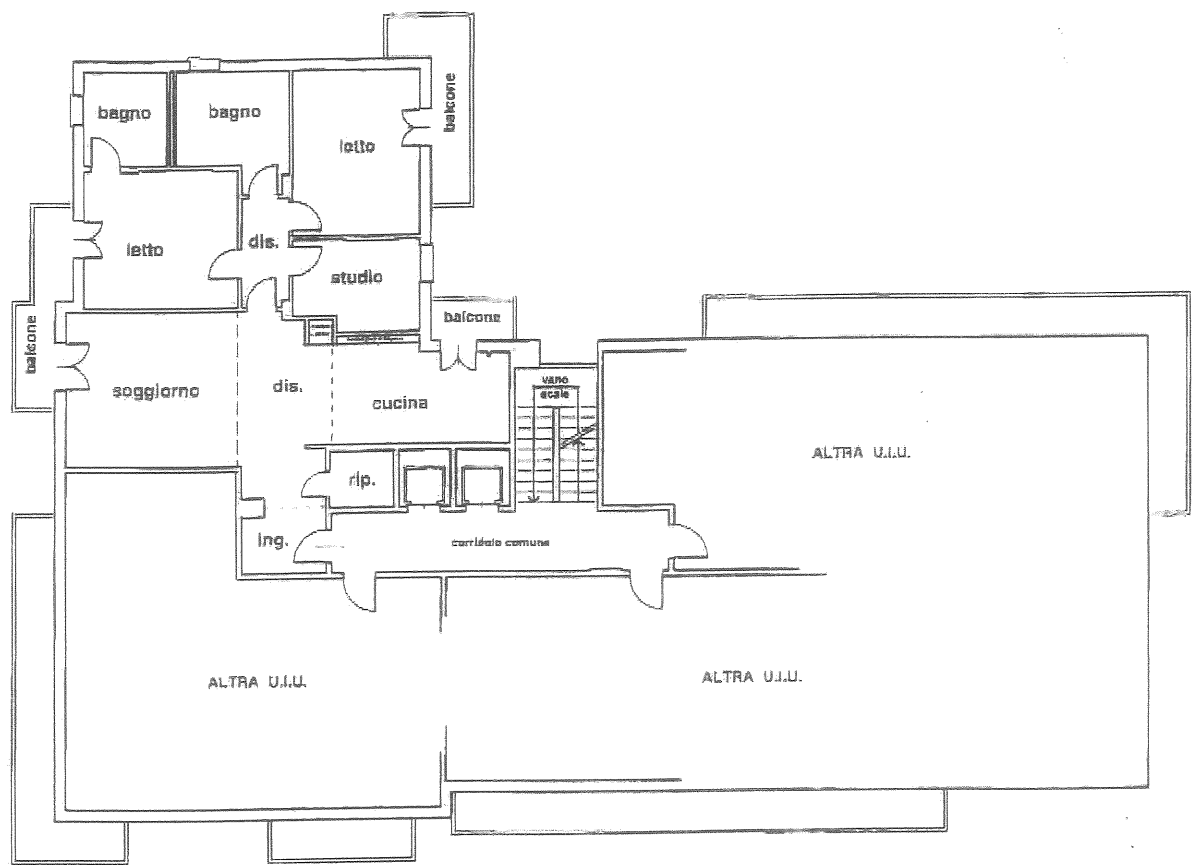 balcone
bagno
bagno
letto
letto
dis.
studio
balcone
balcone
soggiorno
dis.
cucina
vano
scale
ALTRA U.I.U.
rip.
ing.
corridoio comune
ALTRA U.I.U.
ALTRA U.I.U.